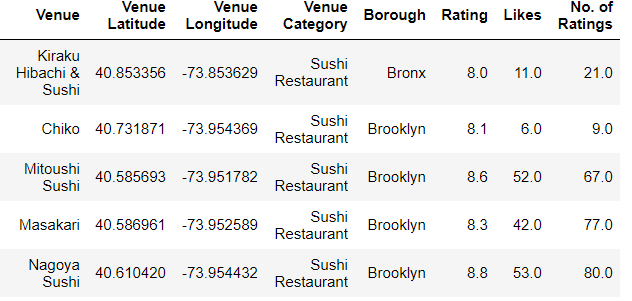 Venue Venue Latitude Venue Longitude Venue Category Borough Rating Likes No. of Ratings
Kiraku Hibachi & Sushi 40.853356 -73.853629 Sushi Restaurant Bronx 8.0 11.0 21.0
Chiko 40.731871 -73.954369 Sushi Restaurant Brooklyn 8.1 6.0 9.0
Mitoushi Sushi 40.585693 -73.951782 Sushi Restaurant Brooklyn 8.6 52.0 67.0
Masakari 40.586961 -73.952589 Sushi Restaurant Brooklyn 8.3 42.0 77.0
Nagoya Sushi 40.610420 -73.954432 Sushi Restaurant Brooklyn 8.8 53.0 80.0